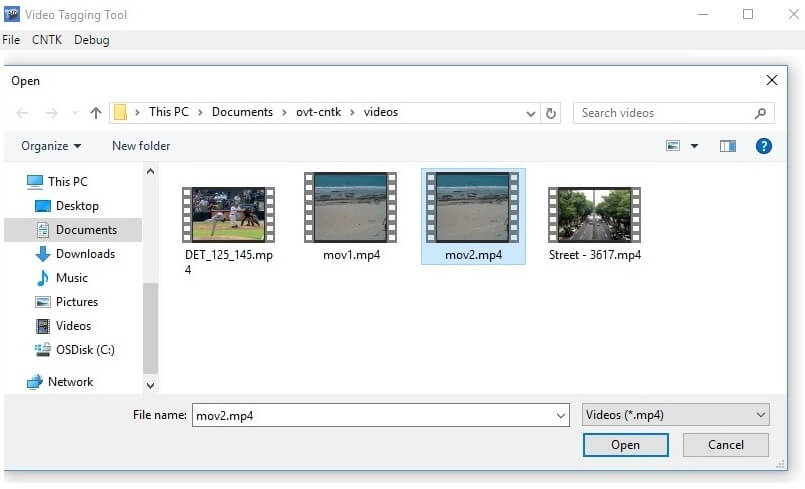 Video Tagging Tool
File CNTK Debug
Open
This PC Documents ovt-cntk videos
Search videos
Organize New folder
This PC
Desktop
Documents
Downloads
Music
Pictures
Videos
OSDisk (C:)
Network
DET_125_145.mp
4
mov1.mp4
mov2.mp4
Street - 3617.mp4
File name: mov2.mp4 Videos (*.mp4)
Open Cancel